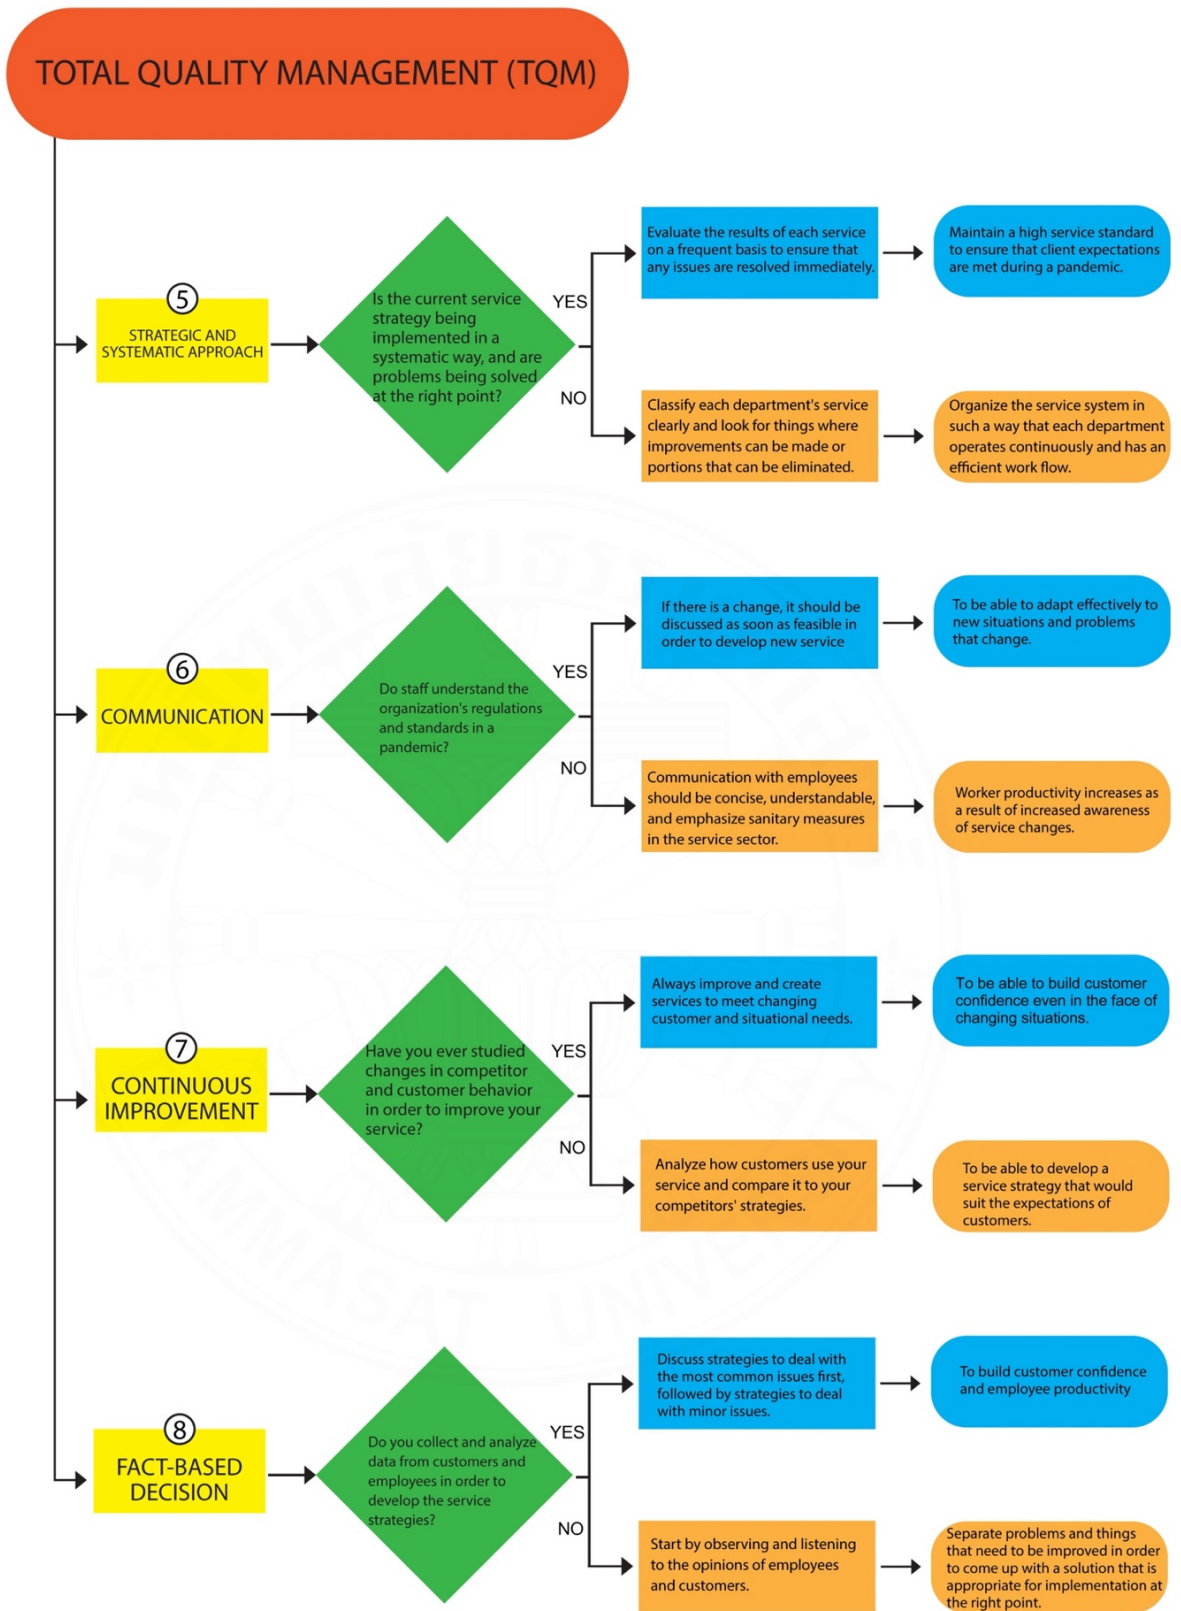 TOTAL QUALITY MANAGEMENT (TQM)
5
STRATEGIC AND
SYSTEMATIC APPROACH
Is the current service
strategy being
implemented in a
systematic way, and are
problems being solved
at the right point?
YES
Evaluate the results of each service
on a frequent basis to ensure that
any issues are resolved immediately.
Maintain a high service standard
to ensure that client expectations
are met during a pandemic.
NO
Classify each department's service
clearly and look for things where
improvements can be made or
portions that can be eliminated.
Organize the service system in
such a way that each department
operates continuously and has an
efficient work flow.
6
COMMUNICATION
Do staff understand the
organization's regulations
and standards in a
pandemic?
YES
If there is a change, it should be
discussed as soon as feasible in
order to develop new service
To be able to adapt effectively to
new situations and problems
that change.
NO
Communication with employees
should be concise, understandable,
and emphasize sanitary measures
in the service sector.
Worker productivity increases as
a result of increased awareness
of service changes.
7
CONTINUOUS
IMPROVEMENT
Have you ever studied
changes in competitor
and customer behavior
in order to improve your
service?
YES
Always improve and create
services to meet changing
customer and situational needs.
To be able to build customer
confidence even in the face of
changing situations.
NO
Analyze how customers use your
service and compare it to your
competitors' strategies.
To be able to develop a
service strategy that would
suit the expectations of
customers.
8
FACT-BASED
DECISION
Do you collect and analyze
data from customers and
employees in order to
develop the service
strategies?
YES
Discuss strategies to deal with
the most common issues first,
followed by strategies to deal
with minor issues.
To build customer confidence
and employee productivity
NO
Start by observing and listening
to the opinions of employees
and customers.
Separate problems and things
that need to be improved in order
to come up with a solution that is
appropriate for implementation at
the right point.